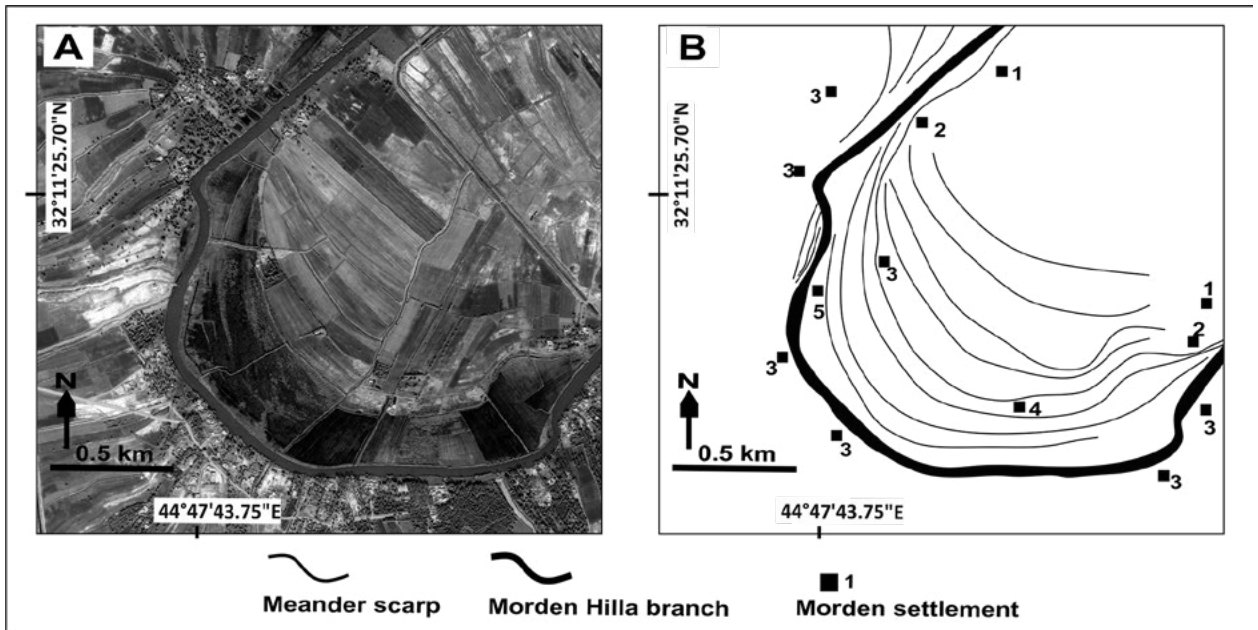 A
32°11'25.70"N
N
0.5 km
44°47'43.75"E
B
32°11'25.70"N
1
3
2
3
3
1
5
2
3
4
3
3
3
N
0.5 km
44°47'43.75"E
Meander scarp
Morden Hilla branch
1
Morden settlement